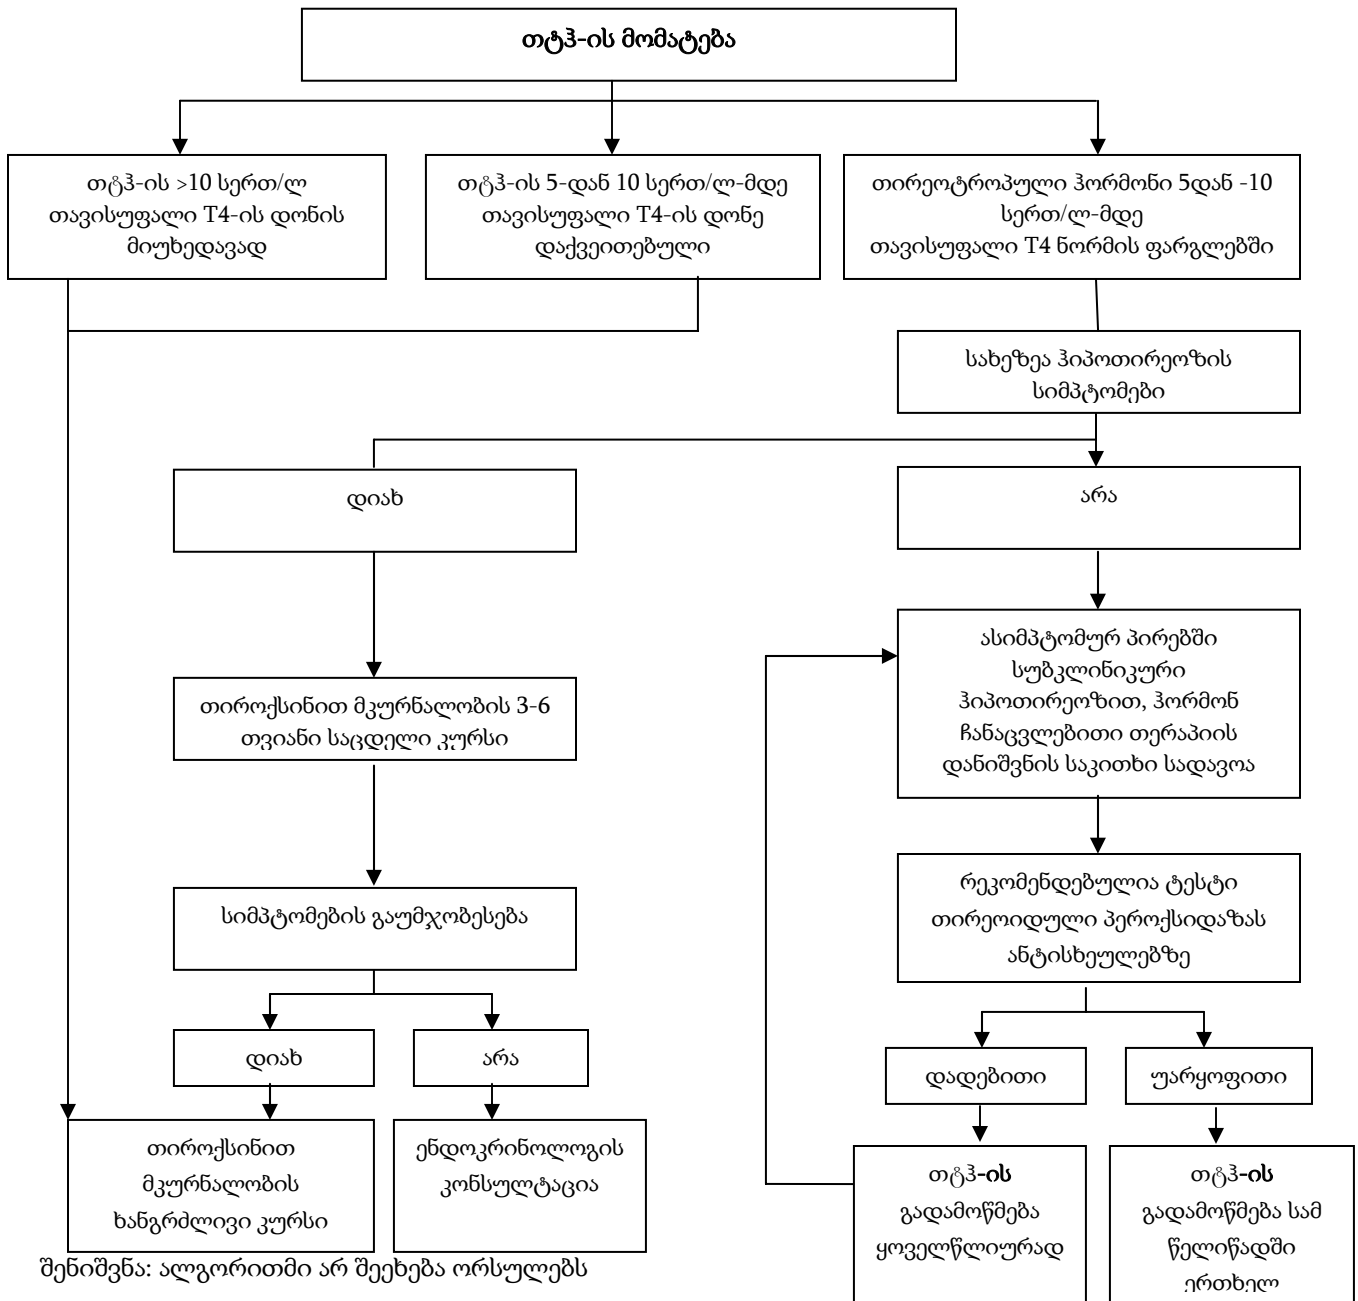 თტჰ-ის მომატება
თტჰ-ის >10 სერთ/ლ
თავისუფალი T4-ის დონის
მიუხედავად
თტჰ-ის 5-დან 10 სერთ/ლ-მდე
თავისუფალი T4-ის დონე
დაქვეითებული
თირეოტროპული ჰორმონი 5დან -10
სერთ/ლ-მდე
თავისუფალი T4 ნორმის ფარგლებში
სახეზეა ჰიპოთირეოზის
სიმპტომები
დიახ
არა
თიროქსინით მკურნალობის 3-6
თვიანი საცდელი კურსი
ასიმპტომურ პირებში
სუბკლინიკური
ჰიპოთირეოზით, ჰორმონ
ჩანაცვლებითი თერაპიის
დანიშვნის საკითხი სადავოა
სიმპტომების გაუმჯობესება
რეკომენდებულია ტესტი
თირეოიდული პეროქსიდაზას
ანტისხეულებზე
დიახ
არა
დადებითი
უარყოფითი
თიროქსინით
მკურნალობის
ხანგრძლივი კურსი
ენდოკრინოლოგის
კონსულტაცია
თტჰ-ის
გადამოწმება
ყოველწლიურად
თტჰ-ის
გადამოწმება სამ
წელიწადში
ერთხელ
შენიშვნა: ალგორითმი არ შეეხება ორსულებს